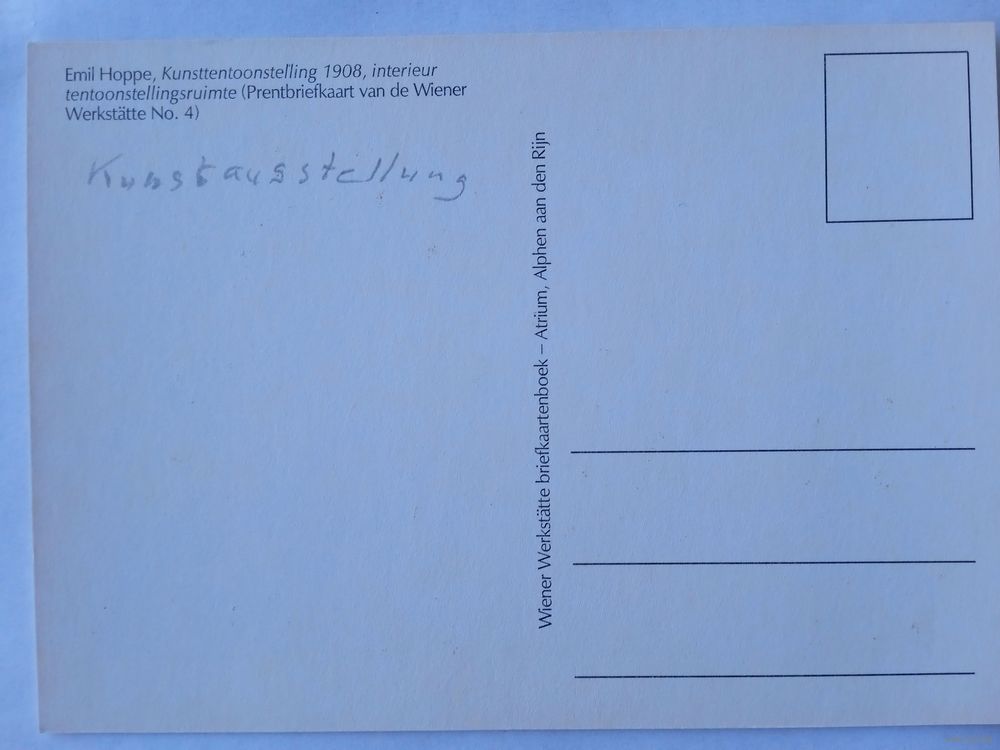 Emil Hoppe, Kunsttentoonstelling 1908, interieur
tentoonstellingsruimte (Prentbriefkaart van de Wiener
Werkstätte No. 4)
Kunstausstellung
Wiener Werkstätte briefkaartenboek – Atrium, Alphen aan den Rijn